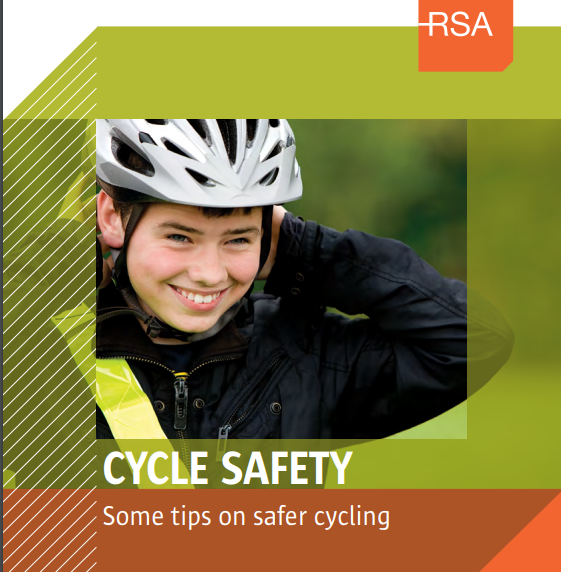 RSA
CYCLE SAFETY
Some tips on safer cycling